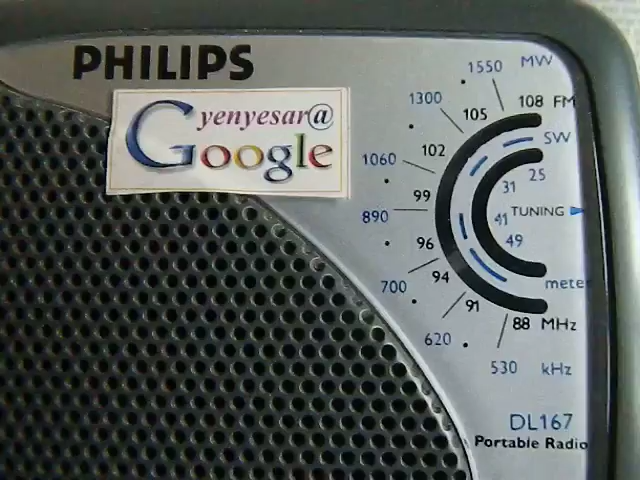 PHILIPS
yenyesar@
Google
1550 MW
108 FM
1300 105
SW
1060 102
31 25
99
890
41 TUNING
96 49
700 94
meter
91
88 MHz
620
530 kHz
DL167
Portable Radio